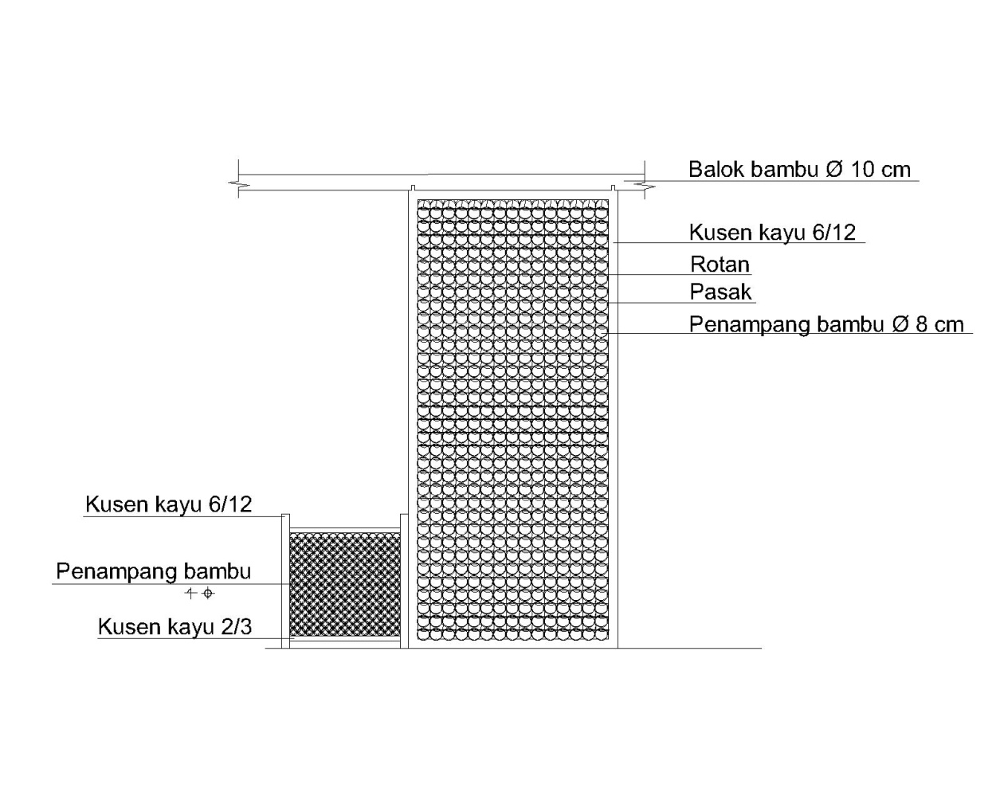 Balok bambu Ø 10 cm
Kusen kayu 6/12
Rotan
Pasak
Penampang bambu Ø 8 cm
Kusen kayu 6/12
Penampang bambu
Kusen kayu 2/3